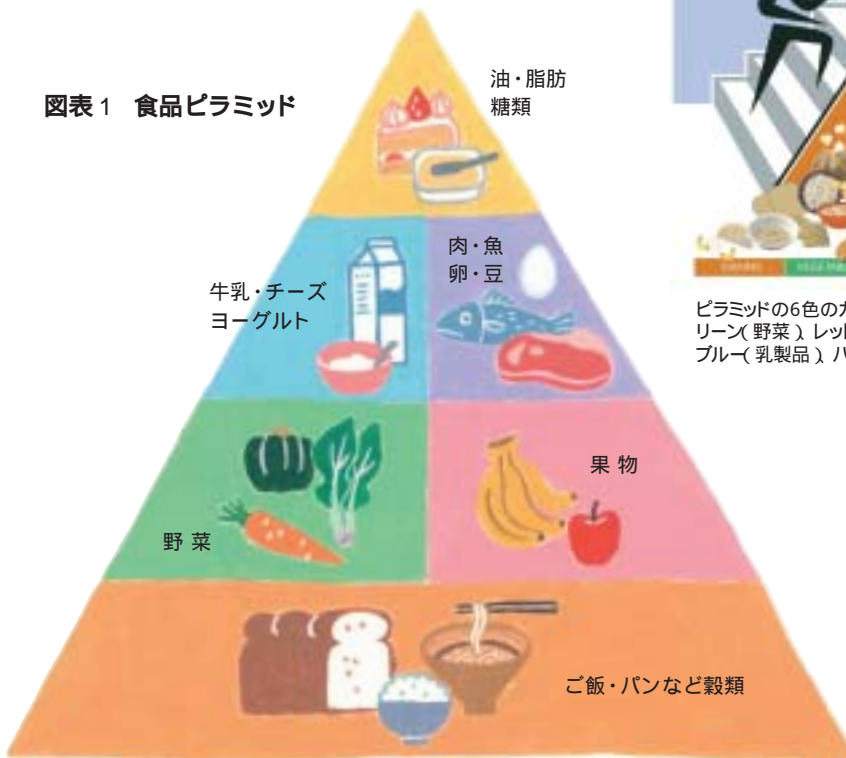 図表1 食品ピラミッド
油・脂肪
糖類
肉・魚
卵・豆
牛乳・チーズ
ヨーグルト
果物
野菜
ご飯・パンなど穀類
ピラミッドの6色のカ
リーン(野菜)、レット
ブルー(乳製品)、パ